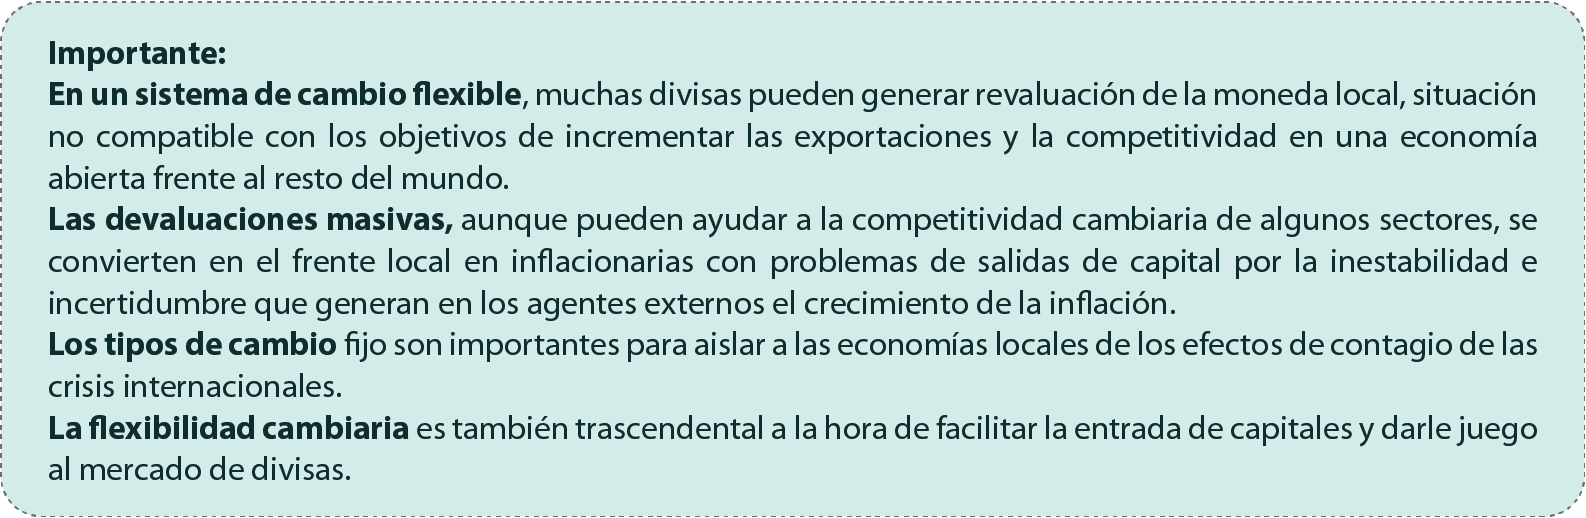 Importante:
En un sistema de cambio flexible, muchas divisas pueden generar revaluación de la moneda local, situación
no compatible con los objetivos de incrementar las exportaciones y la competitividad en una economía
abierta frente al resto del mundo.
Las devaluaciones masivas, aunque pueden ayudar a la competitividad cambiaria de algunos sectores, se
convierten en el frente local en inflacionarias con problemas de salidas de capital por la inestabilidad e
incertidumbre que generan en los agentes externos el crecimiento de la inflación.
Los tipos de cambio fijo son importantes para aislar a las economías locales de los efectos de contagio de las
crisis internacionales.
La flexibilidad cambiaria es también trascendental a la hora de facilitar la entrada de capitales y darle juego
al mercado de divisas.